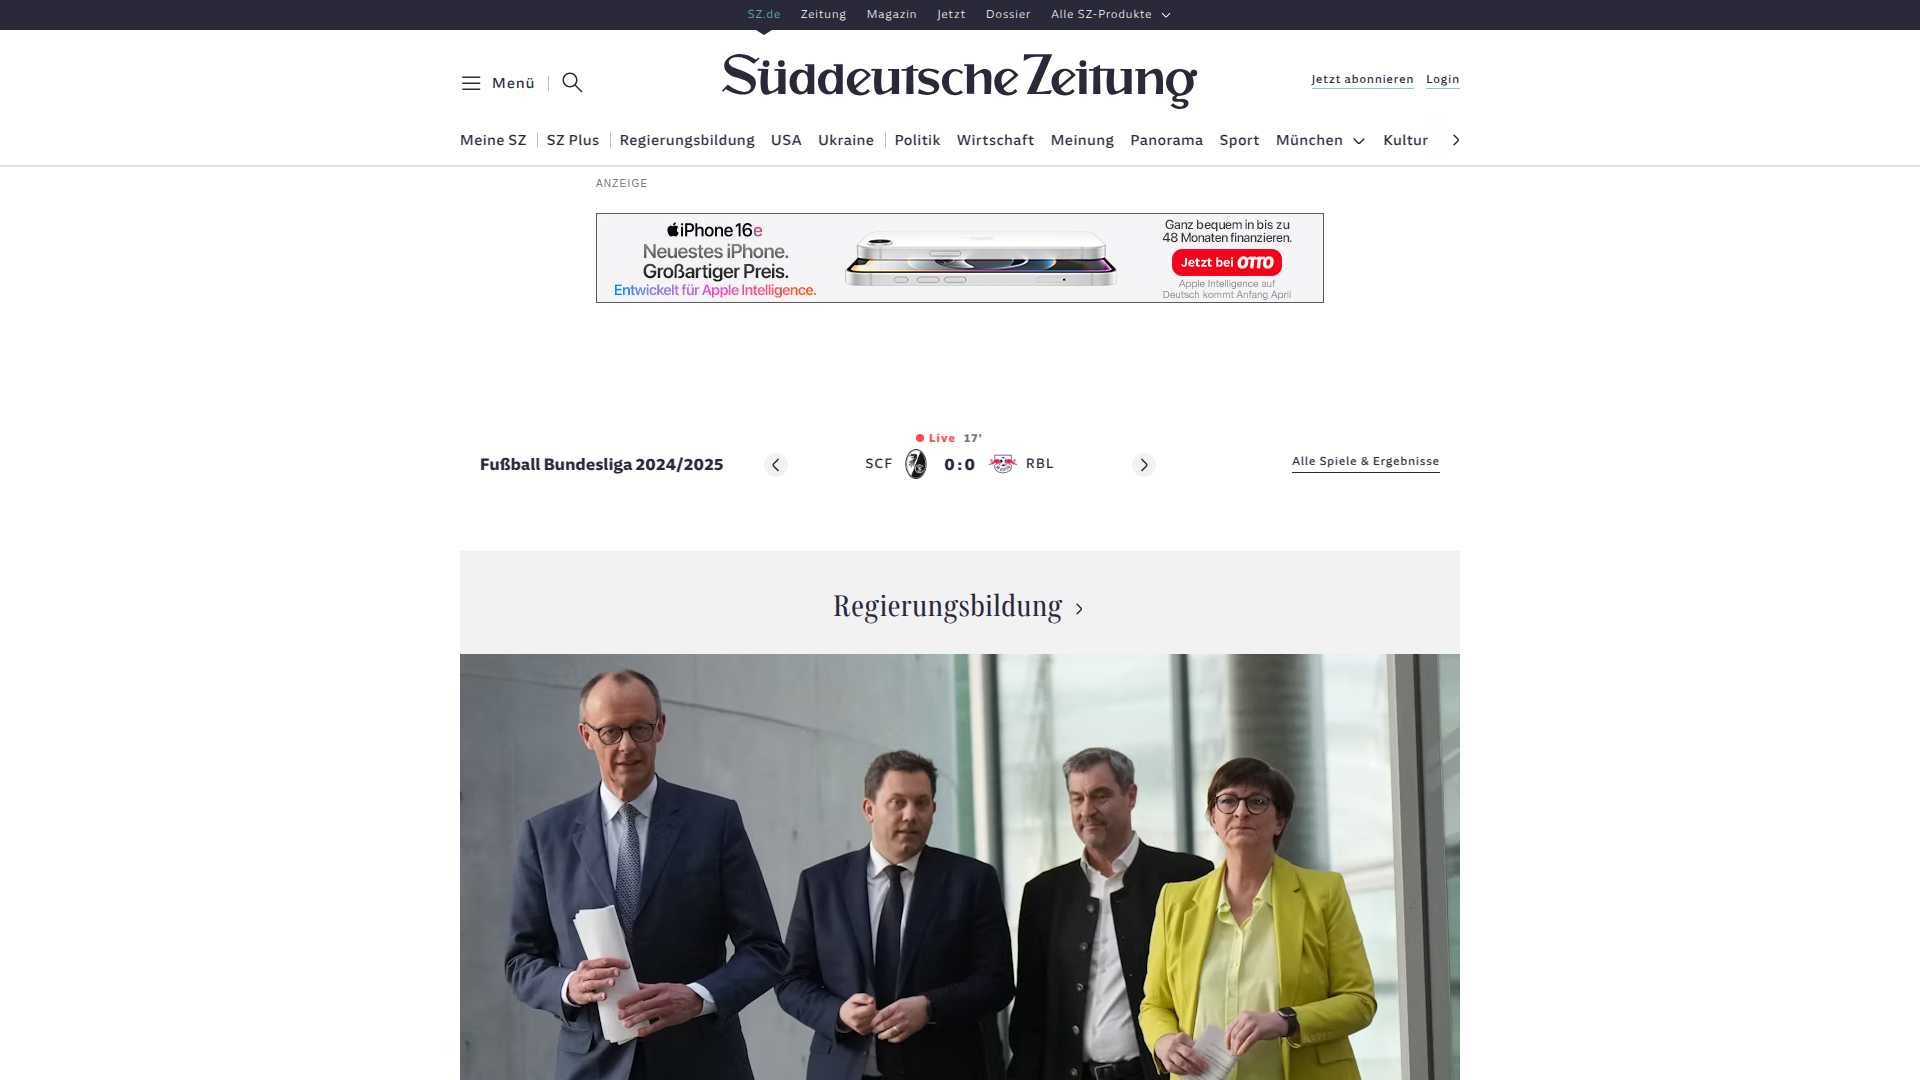 SZ.de Zeitung Magazin Jetzt Dossier Alle SZ-Produkte
Menü
Süddeutsche Zeitung
Jetzt abonnieren Login
Meine SZ SZ Plus Regierungsbildung USA Ukraine Politik Wirtschaft Meinung Panorama Sport München Kultur
ANZEIGE
iPhone 16e
Neuestes iPhone.
Großartiger Preis.
Entwickelt für Apple Intelligence.
Ganz bequem in bis zu
48 Monaten finanzieren.
Jetzt bei OTTO
Apple Intelligence auf
Deutsch kommt Anfang April
Live 17'
Fußball Bundesliga 2024/2025
SCF 0:0 RBL
Alle Spiele & Ergebnisse
Regierungsbildung